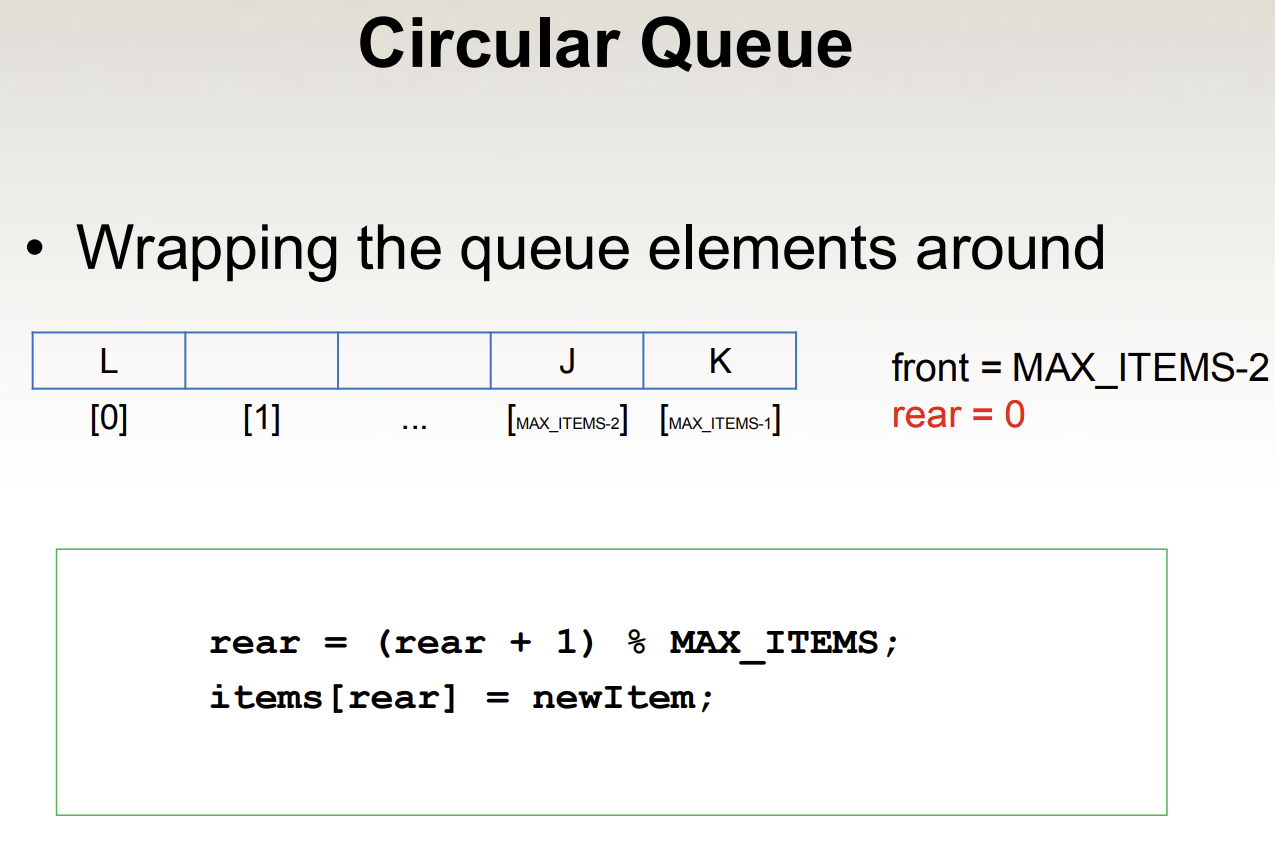 Circular Queue
• Wrapping the queue elements around
L J K
[0] [1] ... [MAX_ITEMS-2] [MAX_ITEMS-1]
front = MAX_ITEMS-2
rear = 0
rear = (rear + 1) % MAX_ITEMS;
items[rear] = newItem;